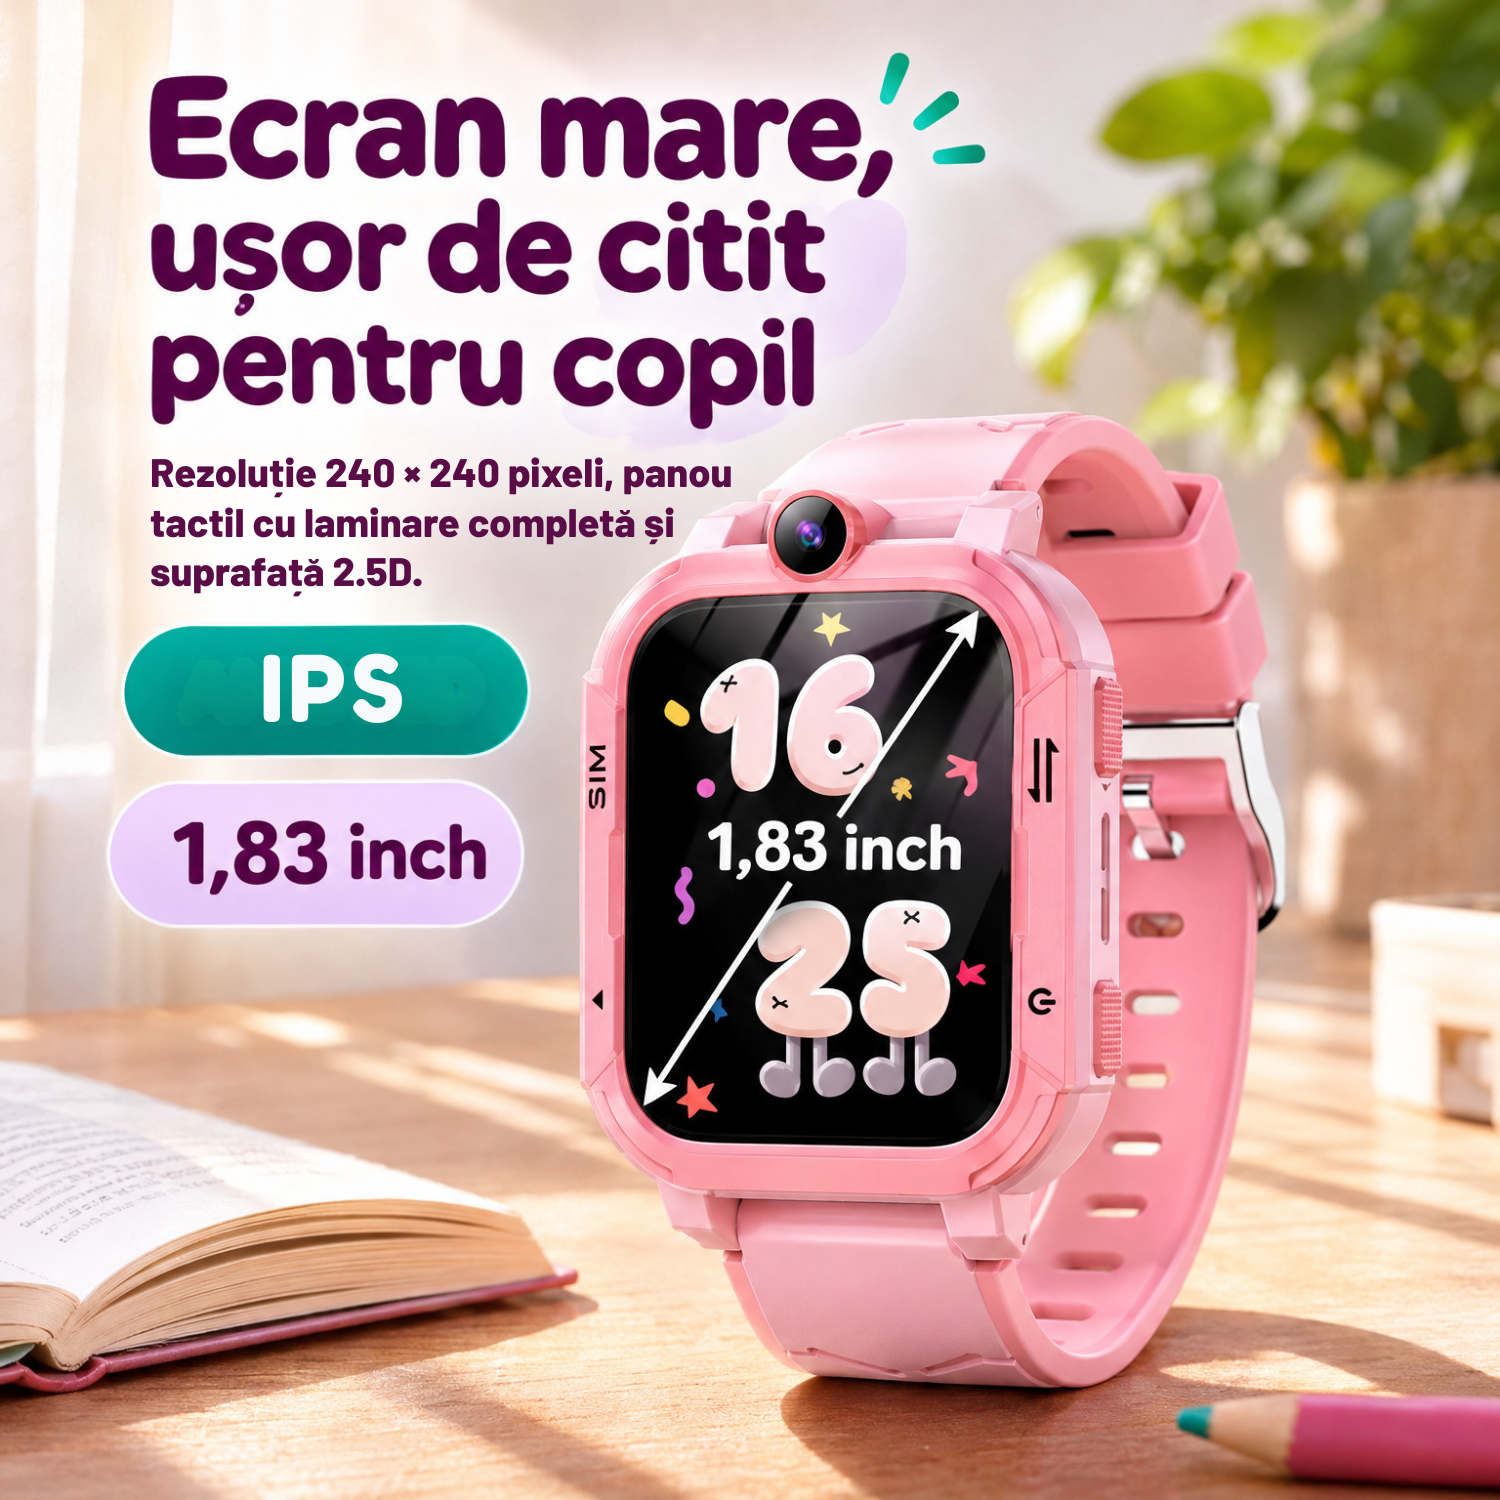 Ecran mare,
ușor de citit
pentru copil
Rezoluție 240 × 240 pixeli, panou
tactil cu laminare completă și
suprafață 2.5D.
IPS
1,83 inch
SIM
16
1,83 inch
25